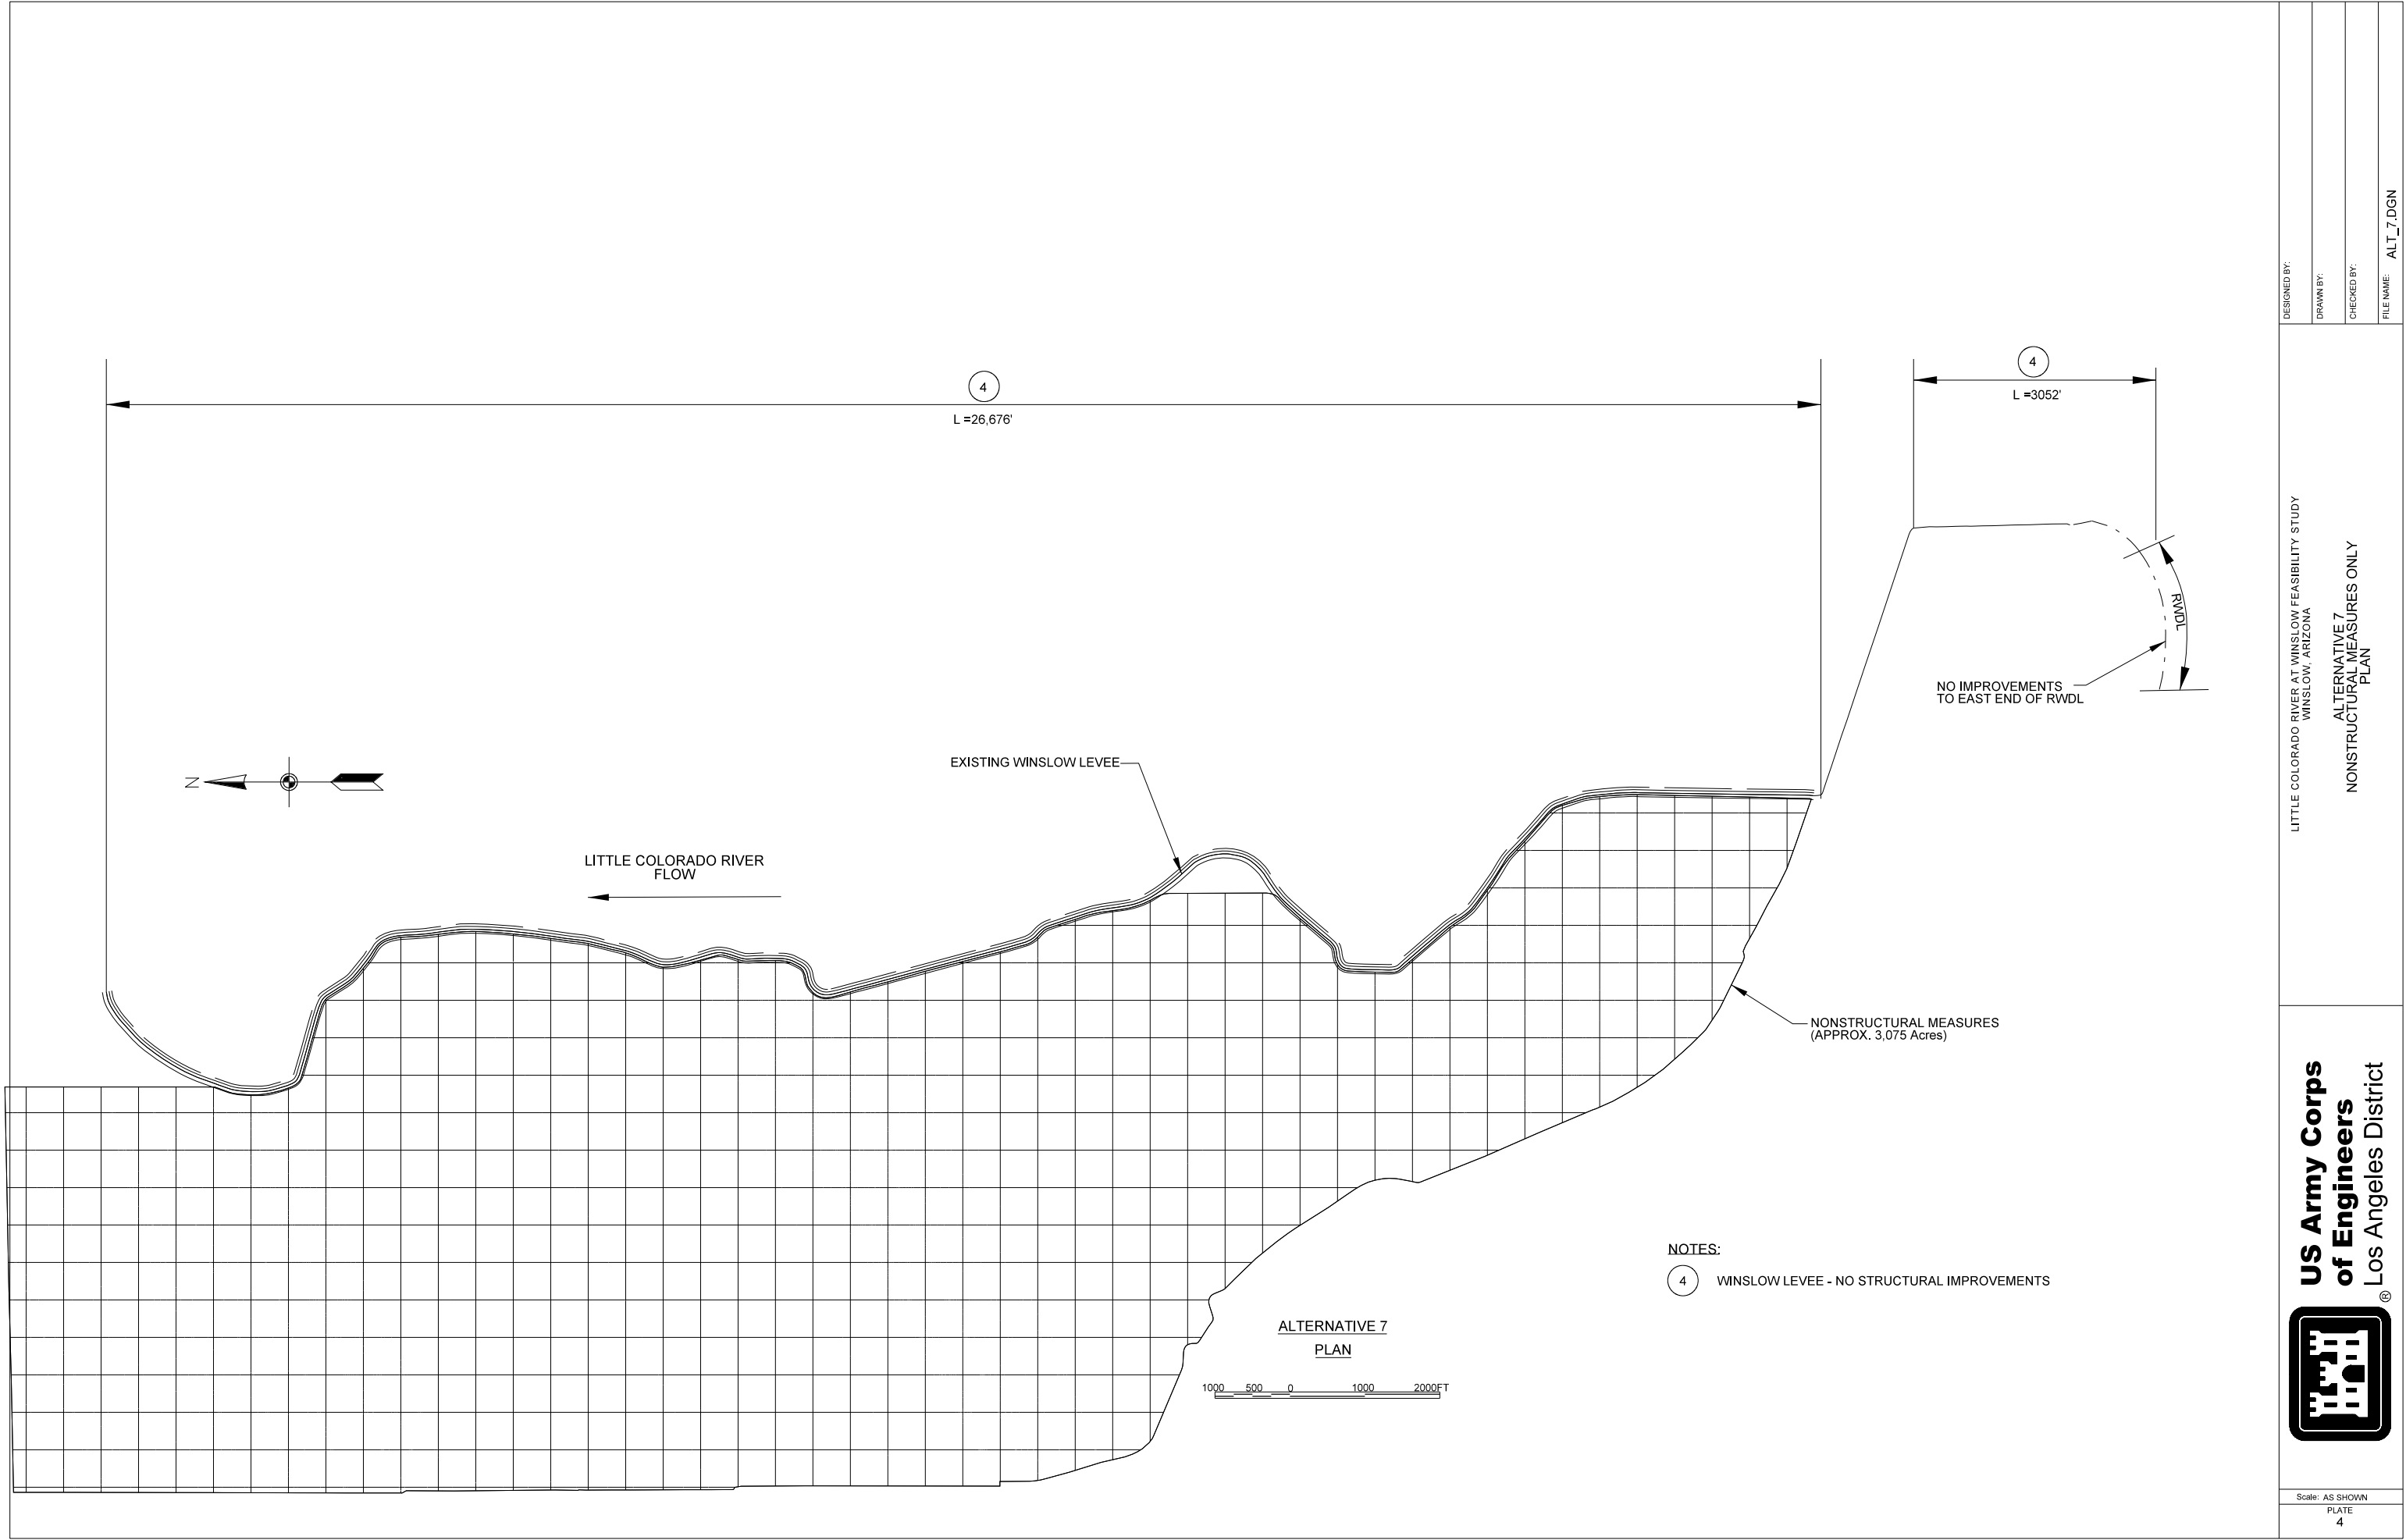 4
L =26,676'
4
L =3052'
RWDL
NO IMPROVEMENTS
TO EAST END OF RWDL
EXISTING WINSLOW LEVEE
N
LITTLE COLORADO RIVER
FLOW
NONSTRUCTURAL MEASURES
(APPROX. 3,075 Acres)
NOTES:
4 WINSLOW LEVEE - NO STRUCTURAL IMPROVEMENTS
ALTERNATIVE 7
PLAN
1000 500 0 1000 2000FT
DESIGNED BY:
DRAWN BY:
CHECKED BY:
FILE NAME: ALT_7.DGN
LITTLE COLORADO RIVER AT WINSLOW FEASIBILITY STUDY
WINSLOW, ARIZONA
ALTERNATIVE 7
NONSTRUCTURAL MEASURES ONLY
PLAN
US Army Corps
of Engineers
Los Angeles District
®
Scale: AS SHOWN
PLATE
4